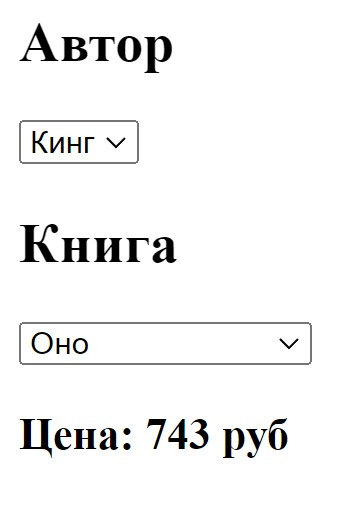 Автор
Кинг
Книга
Оно
Цена: 743 руб